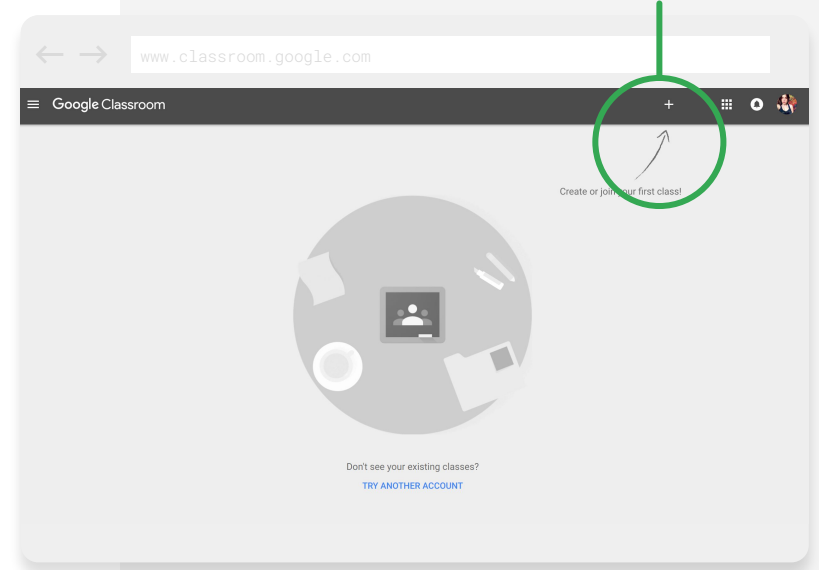 www.classroom.google.com
Google Classroom
Create or join your first class!
Don't see your existing classes?
TRY ANOTHER ACCOUNT